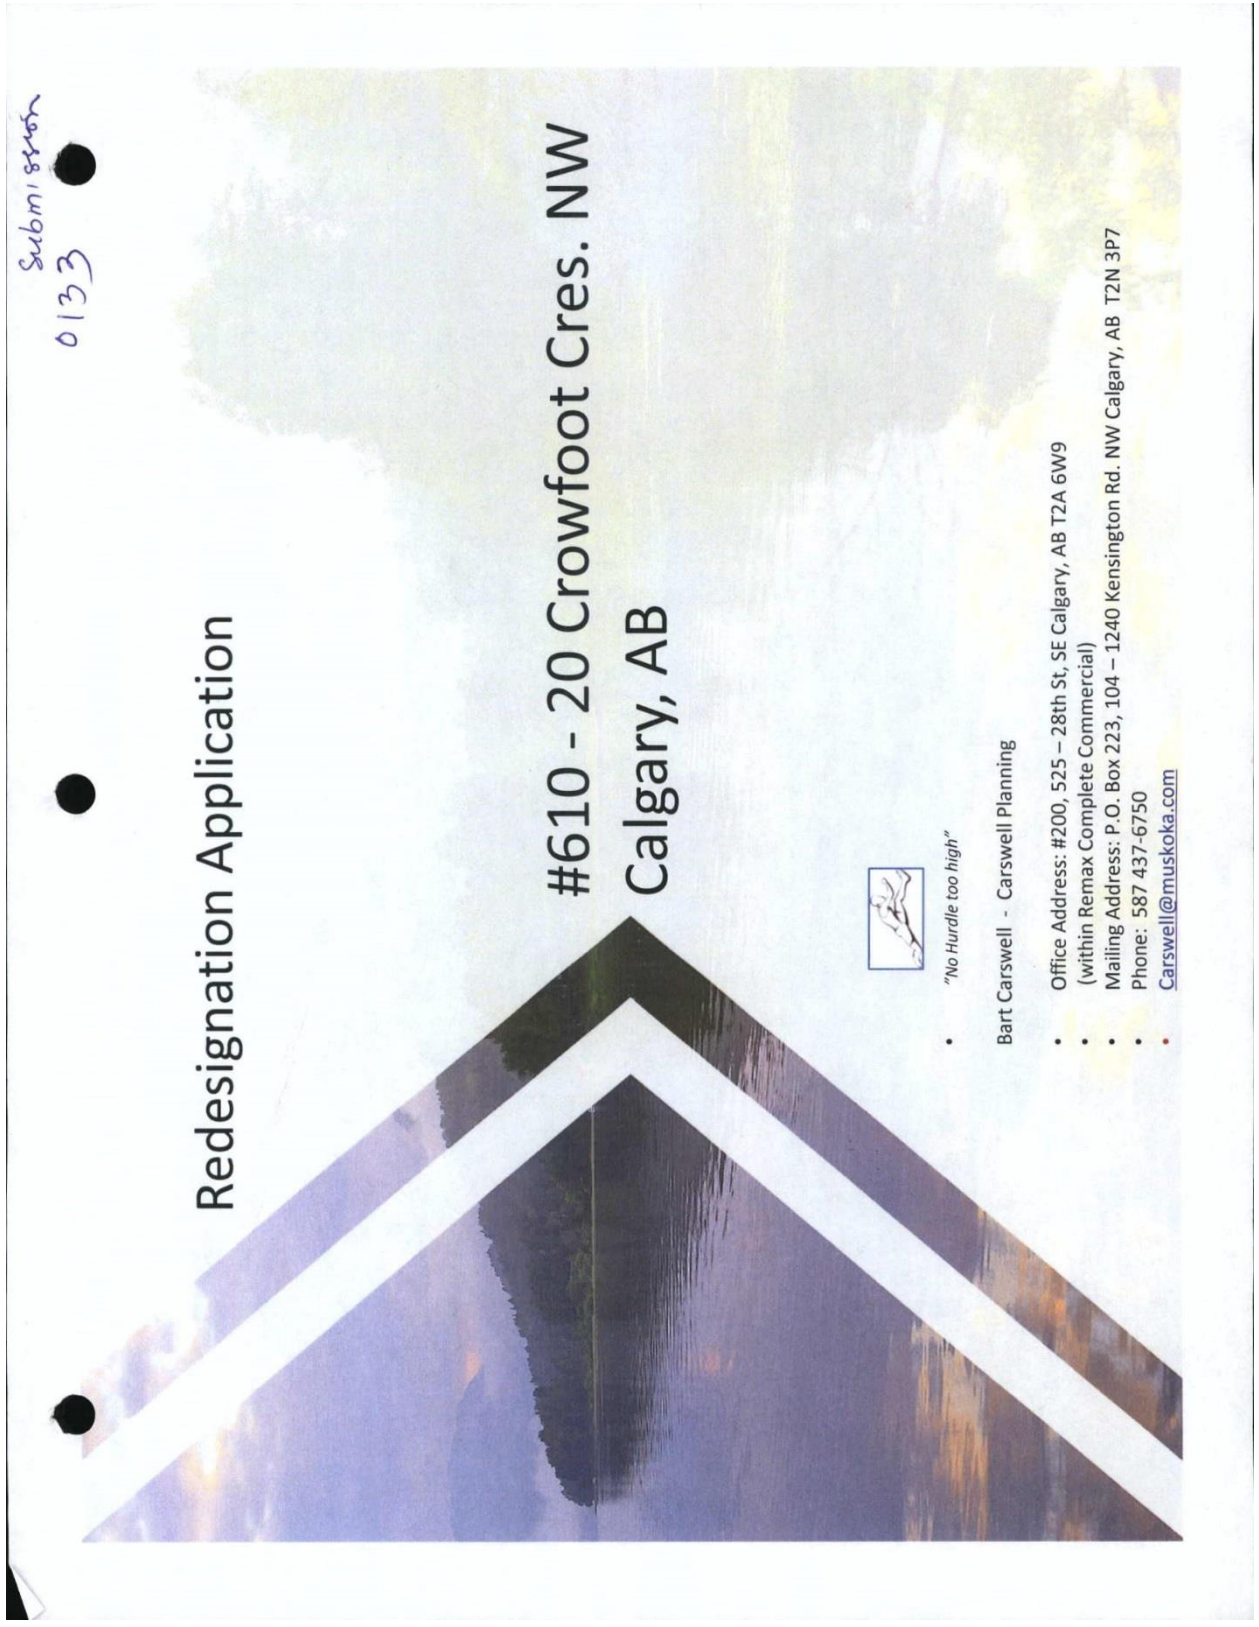 Submission
0133
Redesignation Application
#610 - 20 Crowfoot Cres. NW
Calgary, AB
• "No Hurdle too high"
Bart Carswell - Carswell Planning
• Office Address: #200, 525 – 28th St, SE Calgary, AB T2A 6W9
• (within Remax Complete Commercial)
• Mailing Address: P.O. Box 223, 104 – 1240 Kensington Rd. NW Calgary, AB T2N 3P7
• Phone: 587 437-6750
• Carswell@muskoka.com